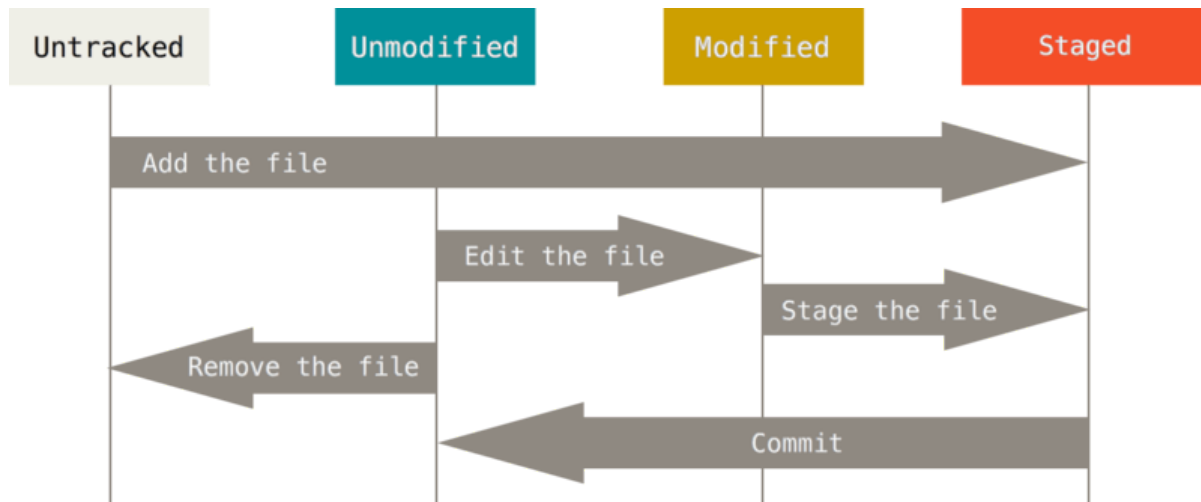 Untracked
Unmodified
Modified
Staged
Add the file
Edit the file
Stage the file
Remove the file
Commit